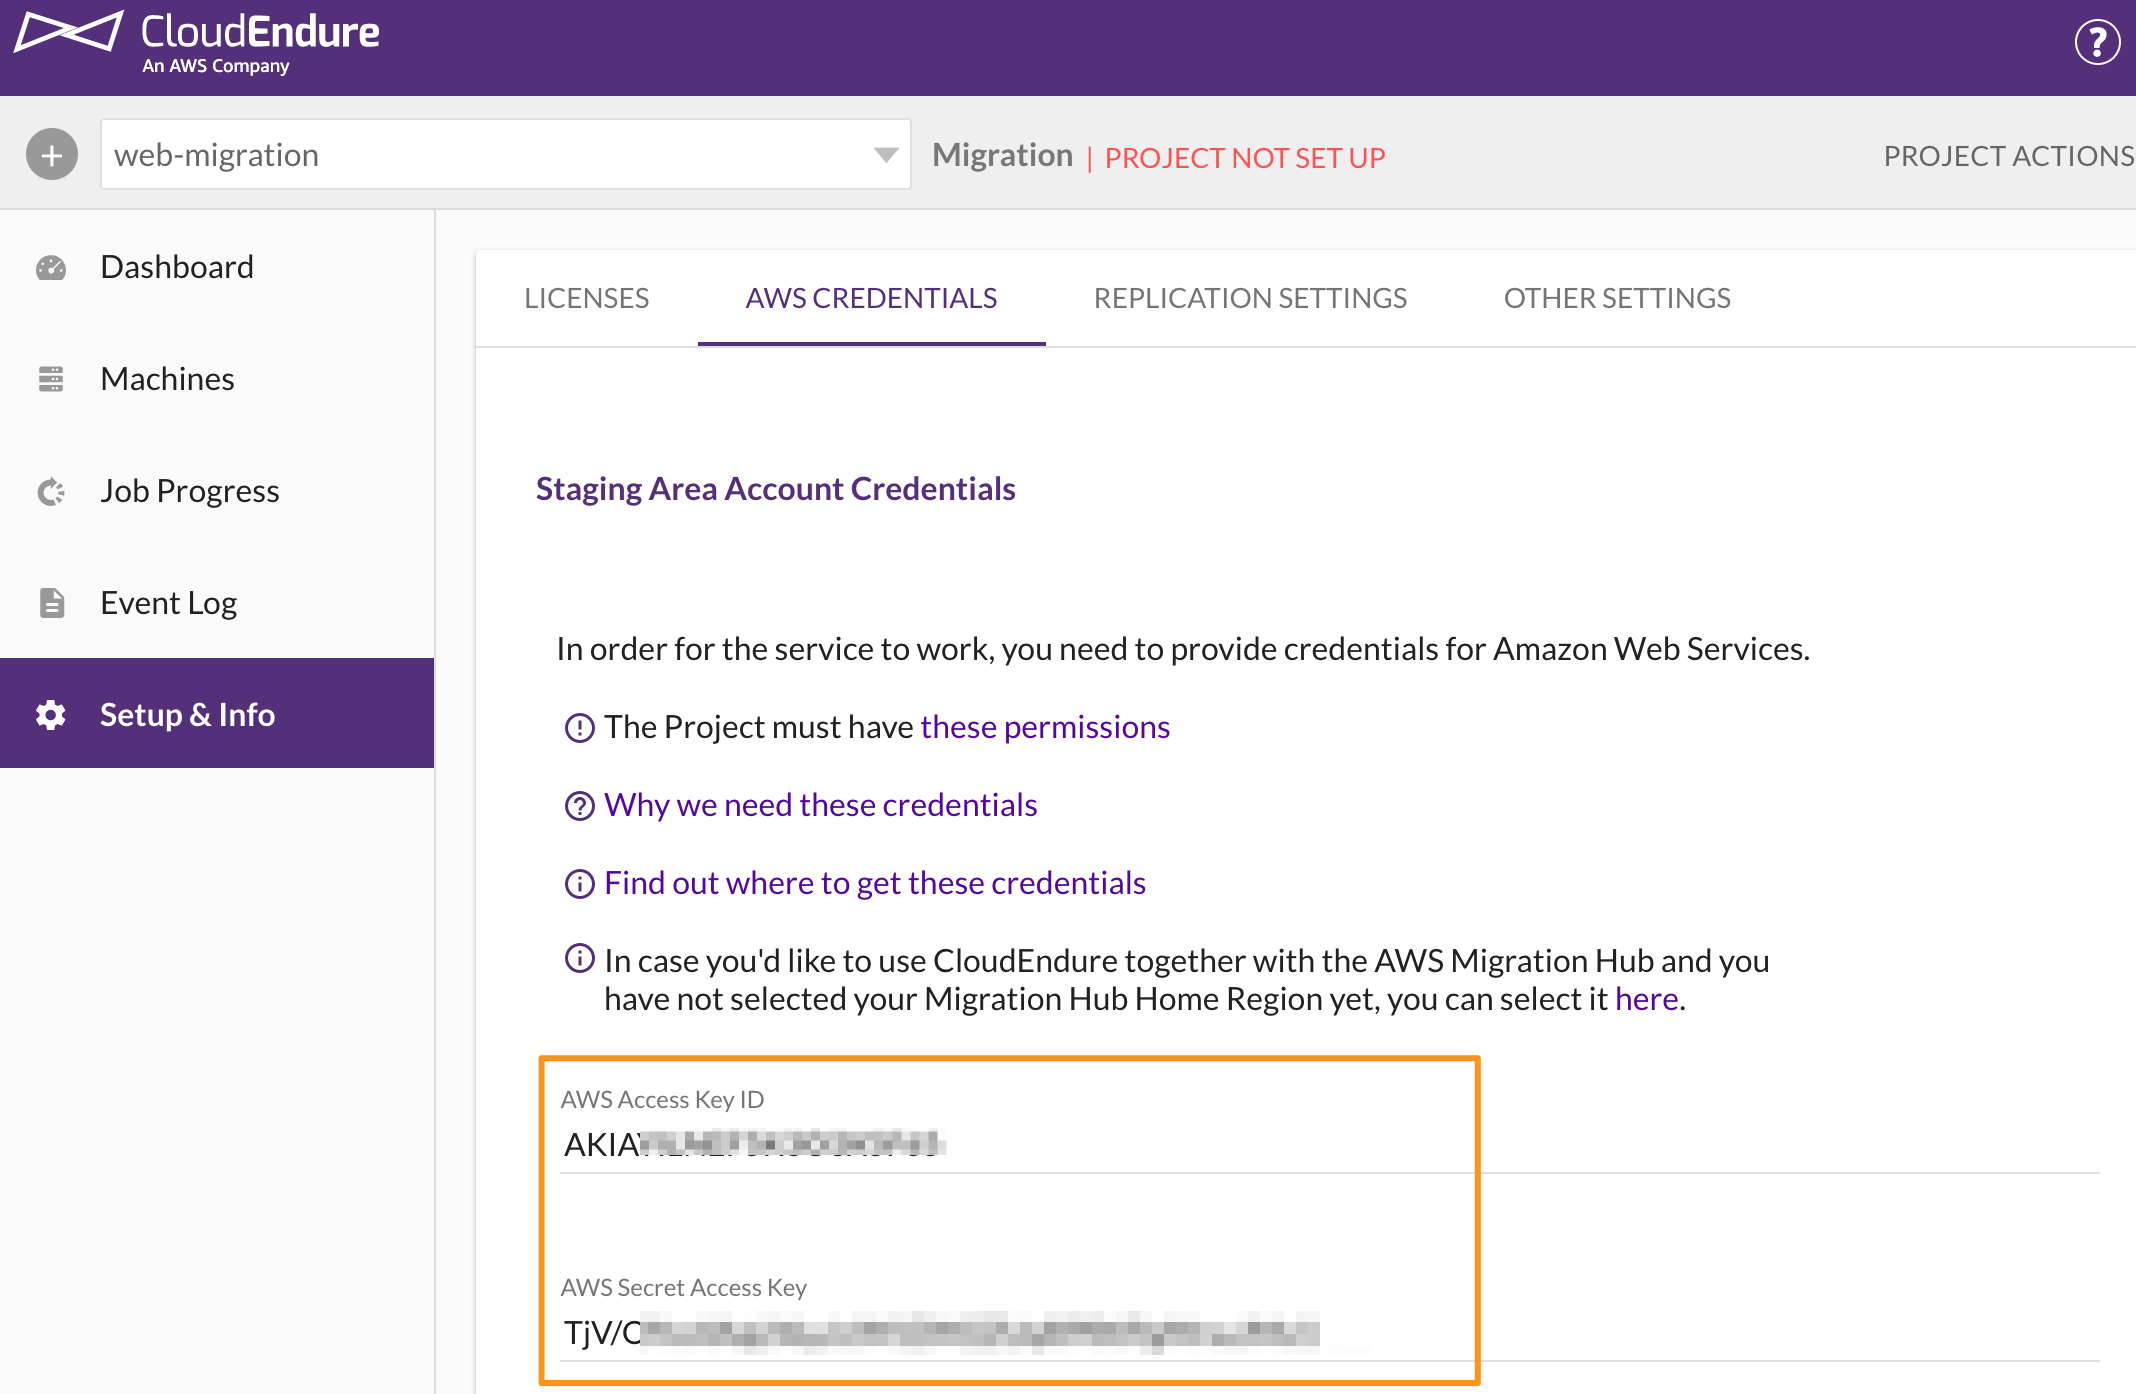 CloudEndure
An AWS Company
web-migration
Migration | PROJECT NOT SET UP
PROJECT ACTIONS
Dashboard
Machines
Job Progress
Event Log
Setup & Info
LICENSES
AWS CREDENTIALS
REPLICATION SETTINGS
OTHER SETTINGS
Staging Area Account Credentials
In order for the service to work, you need to provide credentials for Amazon Web Services.
The Project must have these permissions
Why we need these credentials
Find out where to get these credentials
In case you'd like to use CloudEndure together with the AWS Migration Hub and you
have not selected your Migration Hub Home Region yet, you can select it here.
AWS Access Key ID
AWS Secret Access Key